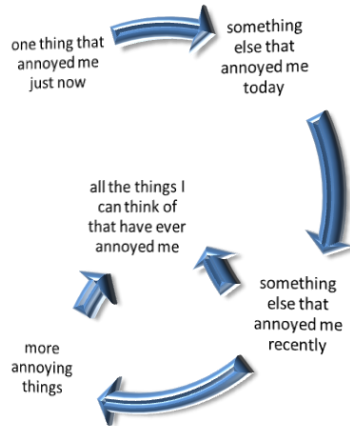 one thing that
annoyed me
just now
something
else that
annoyed me
today
something
else that
annoyed me
recently
more
annoying
things
all the things I
can think of
that have ever
annoyed me